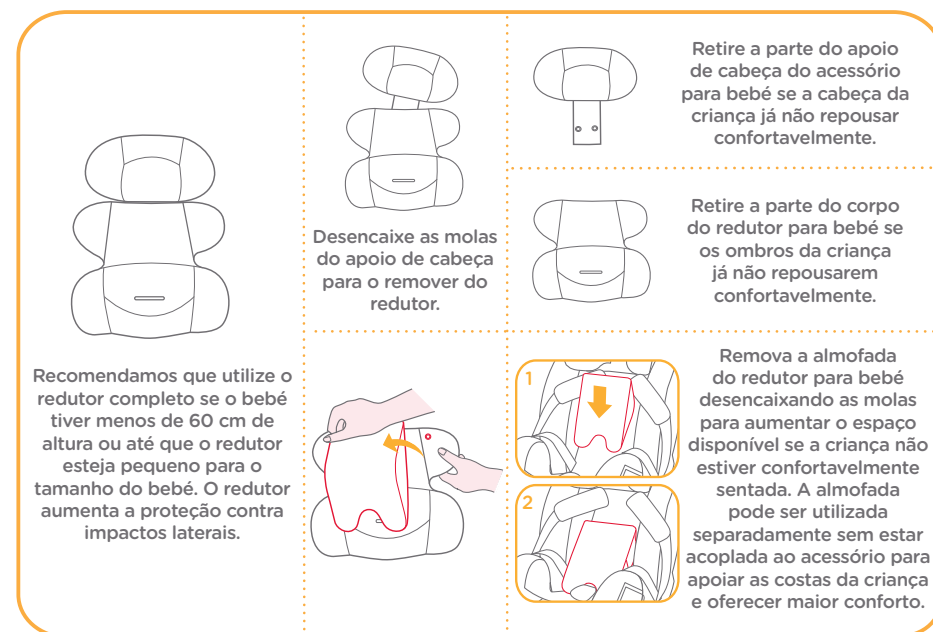 Recomendamos que utilize o
redutor completo se o bebé
tiver menos de 60 cm de
altura ou até que o redutor
esteja pequeno para o
tamanho do bebé. O redutor
aumenta a proteção contra
impactos laterais.
Desencaixe as molas
do apoio de cabeça
para o remover do
redutor.
Retire a parte do apoio
de cabeça do acessório
para bebé se a cabeça da
criança já não repousar
confortavelmente.
Retire a parte do corpo
do redutor para bebé se
os ombros da criança
já não repousarem
confortavelmente.
1
2
Remova a almofada
do redutor para bebé
desencaixando as molas
para aumentar o espaço
disponível se a criança não
estiver confortavelmente
sentada. A almofada
pode ser utilizada
separadamente sem estar
acoplada ao acessório para
apoiar as costas da criança
e oferecer maior conforto.